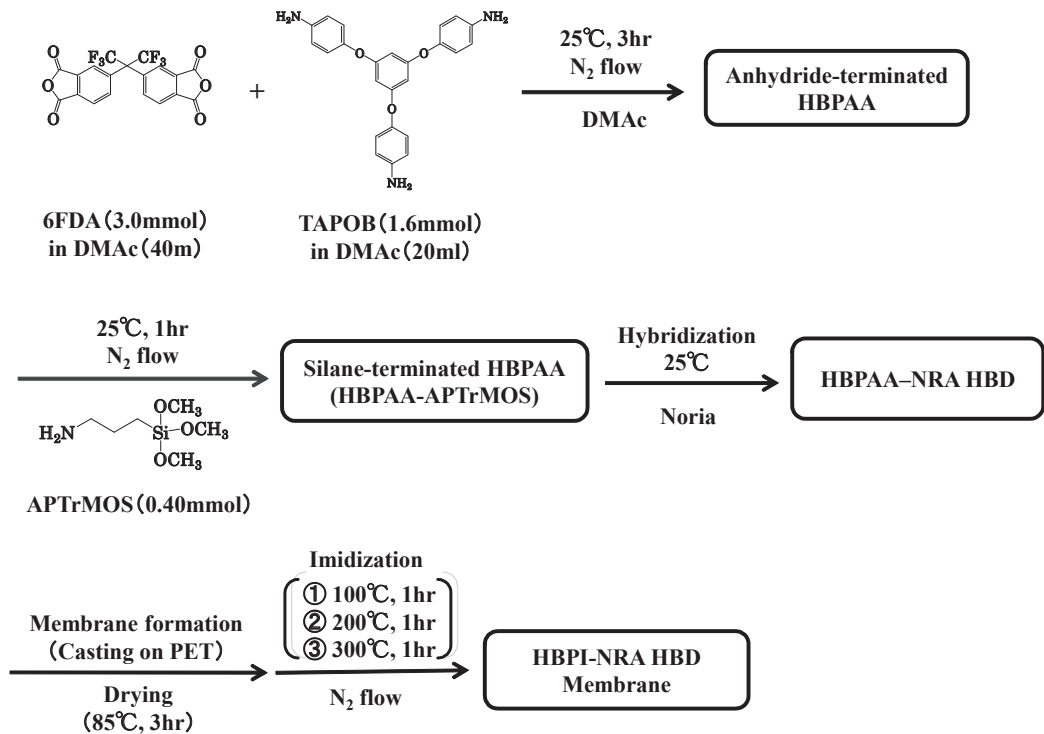 F₃C CF₃
O O
O O
O O
+
H₂N NH₂
O O
O
NH₂
25℃, 3hr
N₂ flow
DMAc
Anhydride-terminated
HBPAA
6FDA(3.0mmol)
in DMAc(40m)
TAPOB(1.6mmol)
in DMAc(20ml)
25℃, 1hr
N₂ flow
H₂N
OCH₃
Si OCH₃
OCH₃
APTrMOS(0.40mmol)
Silane-terminated HBPAA
(HBPAA-APTrMOS)
Hybridization
25℃
Noria
HBPAA–NRA HBD
Membrane formation
(Casting on PET)
Drying
(85℃, 3hr)
Imidization
① 100℃, 1hr
② 200℃, 1hr
③ 300℃, 1hr
N₂ flow
HBPI-NRA HBD
Membrane